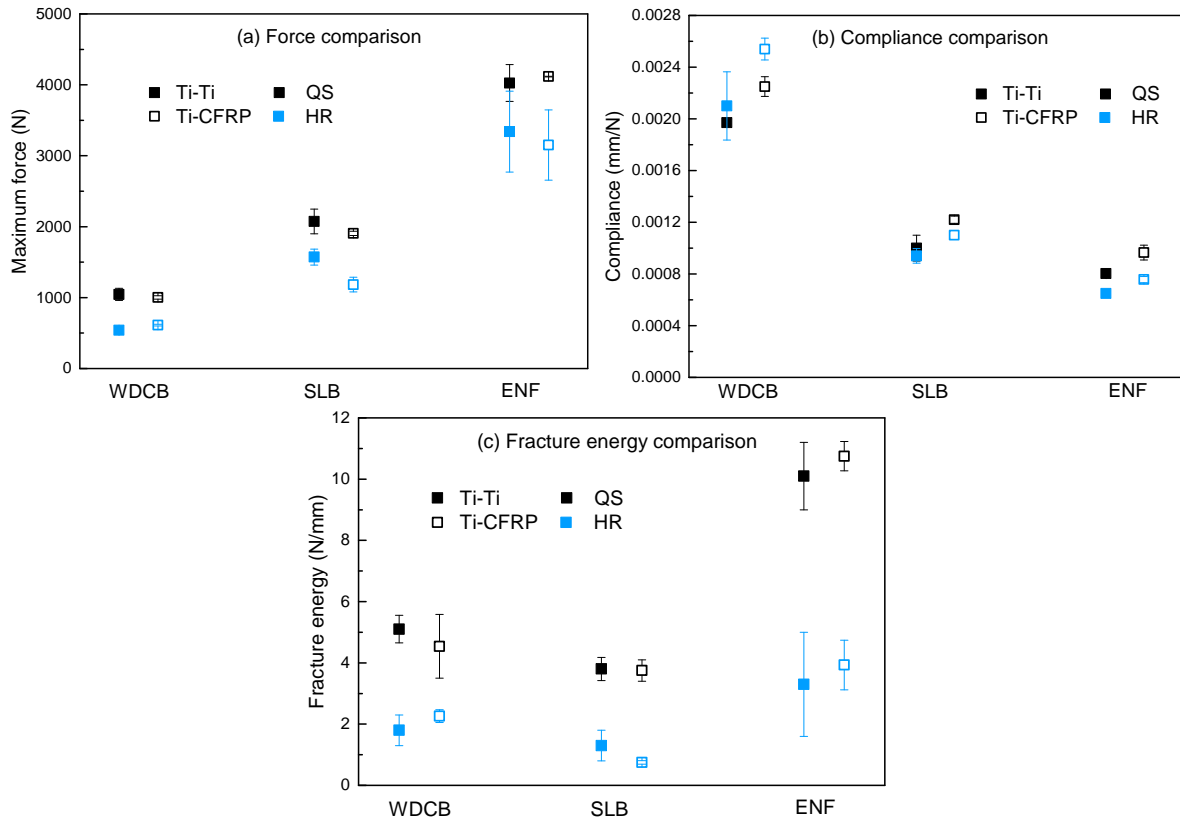 (a) Force comparison
Maximum force (N)
5000
4000
3000
2000
1000
0
Ti-Ti QS
Ti-CFRP HR
WDCB SLB ENF
(b) Compliance comparison
Compliance (mm/N)
0.0028
0.0024
0.0020
0.0016
0.0012
0.0008
0.0004
0.0000
Ti-Ti QS
Ti-CFRP HR
WDCB SLB ENF
(c) Fracture energy comparison
Fracture energy (N/mm)
12
10
8
6
4
2
0
Ti-Ti QS
Ti-CFRP HR
WDCB SLB ENF